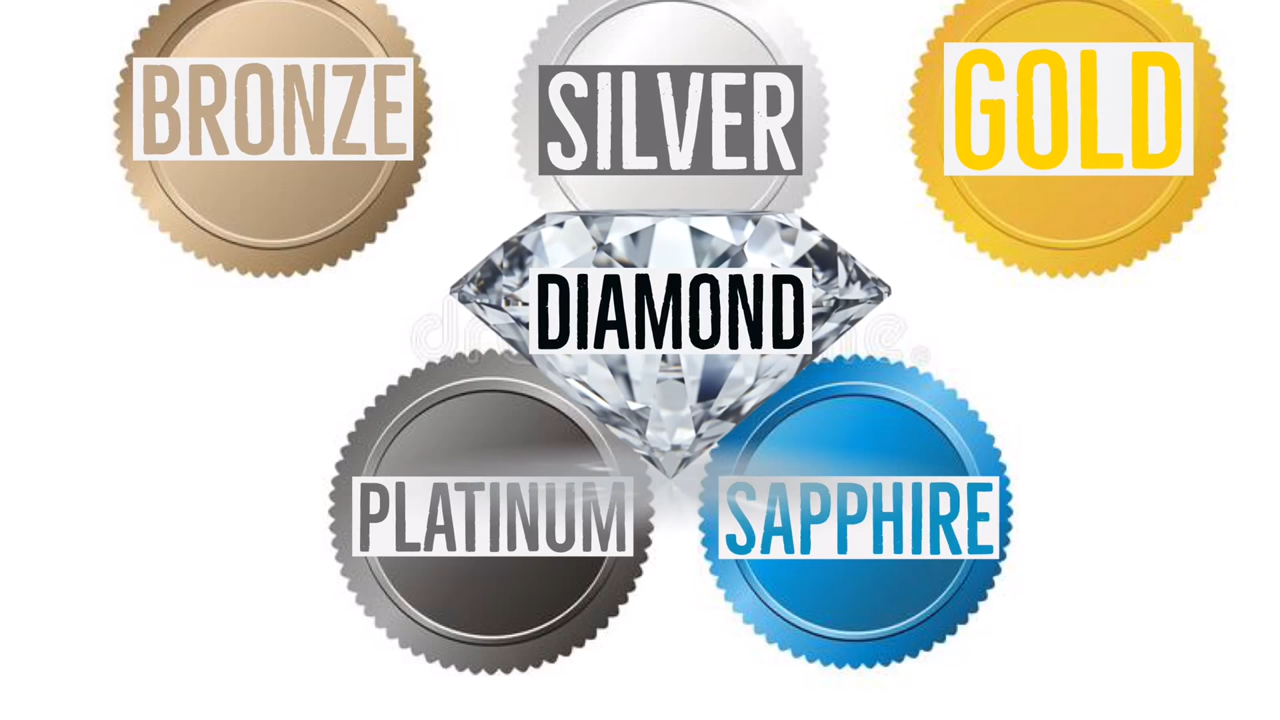 BRONZE
SILVER
GOLD
DIAMOND
PLATINUM
SAPPHIRE